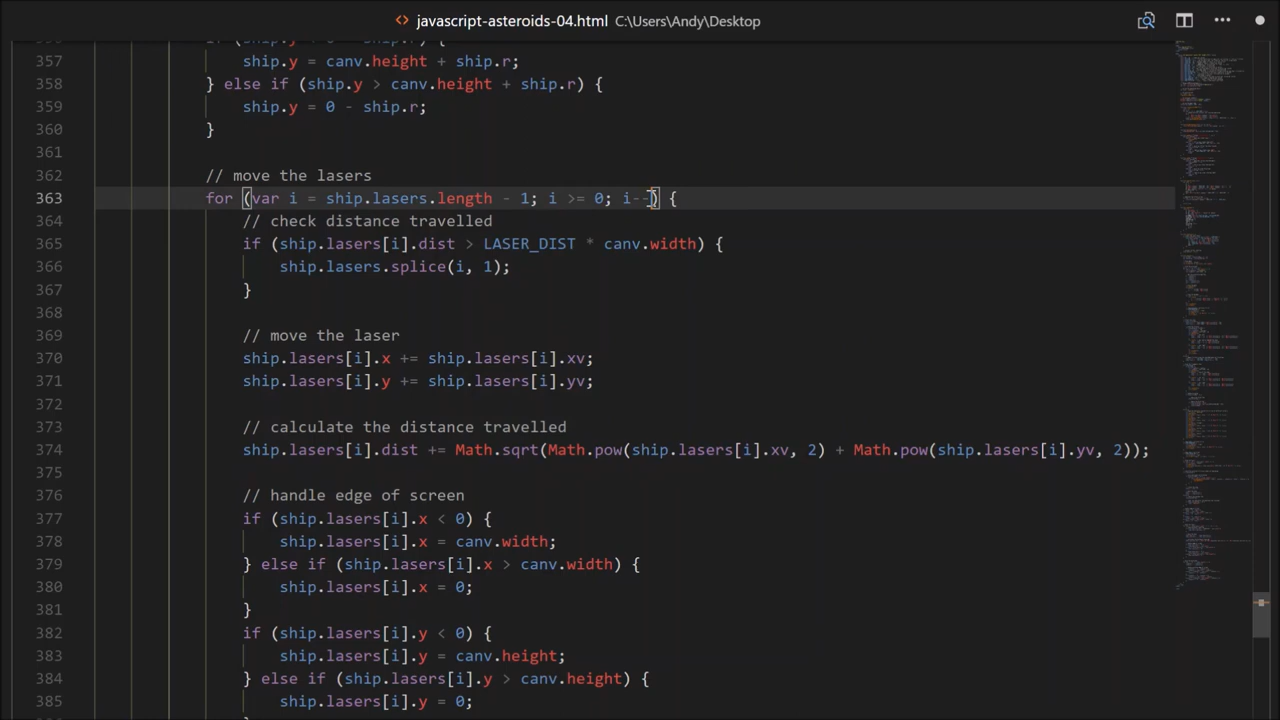 <> javascript-asteroids-04.html C:\Users\Andy\Desktop
357 ship.y = canv.height + ship.r;
358 } else if (ship.y > canv.height + ship.r) {
359 ship.y = 0 - ship.r;
360 }
361
362 // move the lasers
363 for (var i = ship.lasers.length - 1; i >= 0; i--) {
364 // check distance travelled
365 if (ship.lasers[i].dist > LASER_DIST * canv.width) {
366 ship.lasers.splice(i, 1);
367 }
368
369 // move the laser
370 ship.lasers[i].x += ship.lasers[i].xv;
371 ship.lasers[i].y += ship.lasers[i].yv;
372
373 // calculate the distance travelled
374 ship.lasers[i].dist += Math.sqrt(Math.pow(ship.lasers[i].xv, 2) + Math.pow(ship.lasers[i].yv, 2));
375
376 // handle edge of screen
377 if (ship.lasers[i].x < 0) {
378 ship.lasers[i].x = canv.width;
379 } else if (ship.lasers[i].x > canv.width) {
380 ship.lasers[i].x = 0;
381 }
382 if (ship.lasers[i].y < 0) {
383 ship.lasers[i].y = canv.height;
384 } else if (ship.lasers[i].y > canv.height) {
385 ship.lasers[i].y = 0;